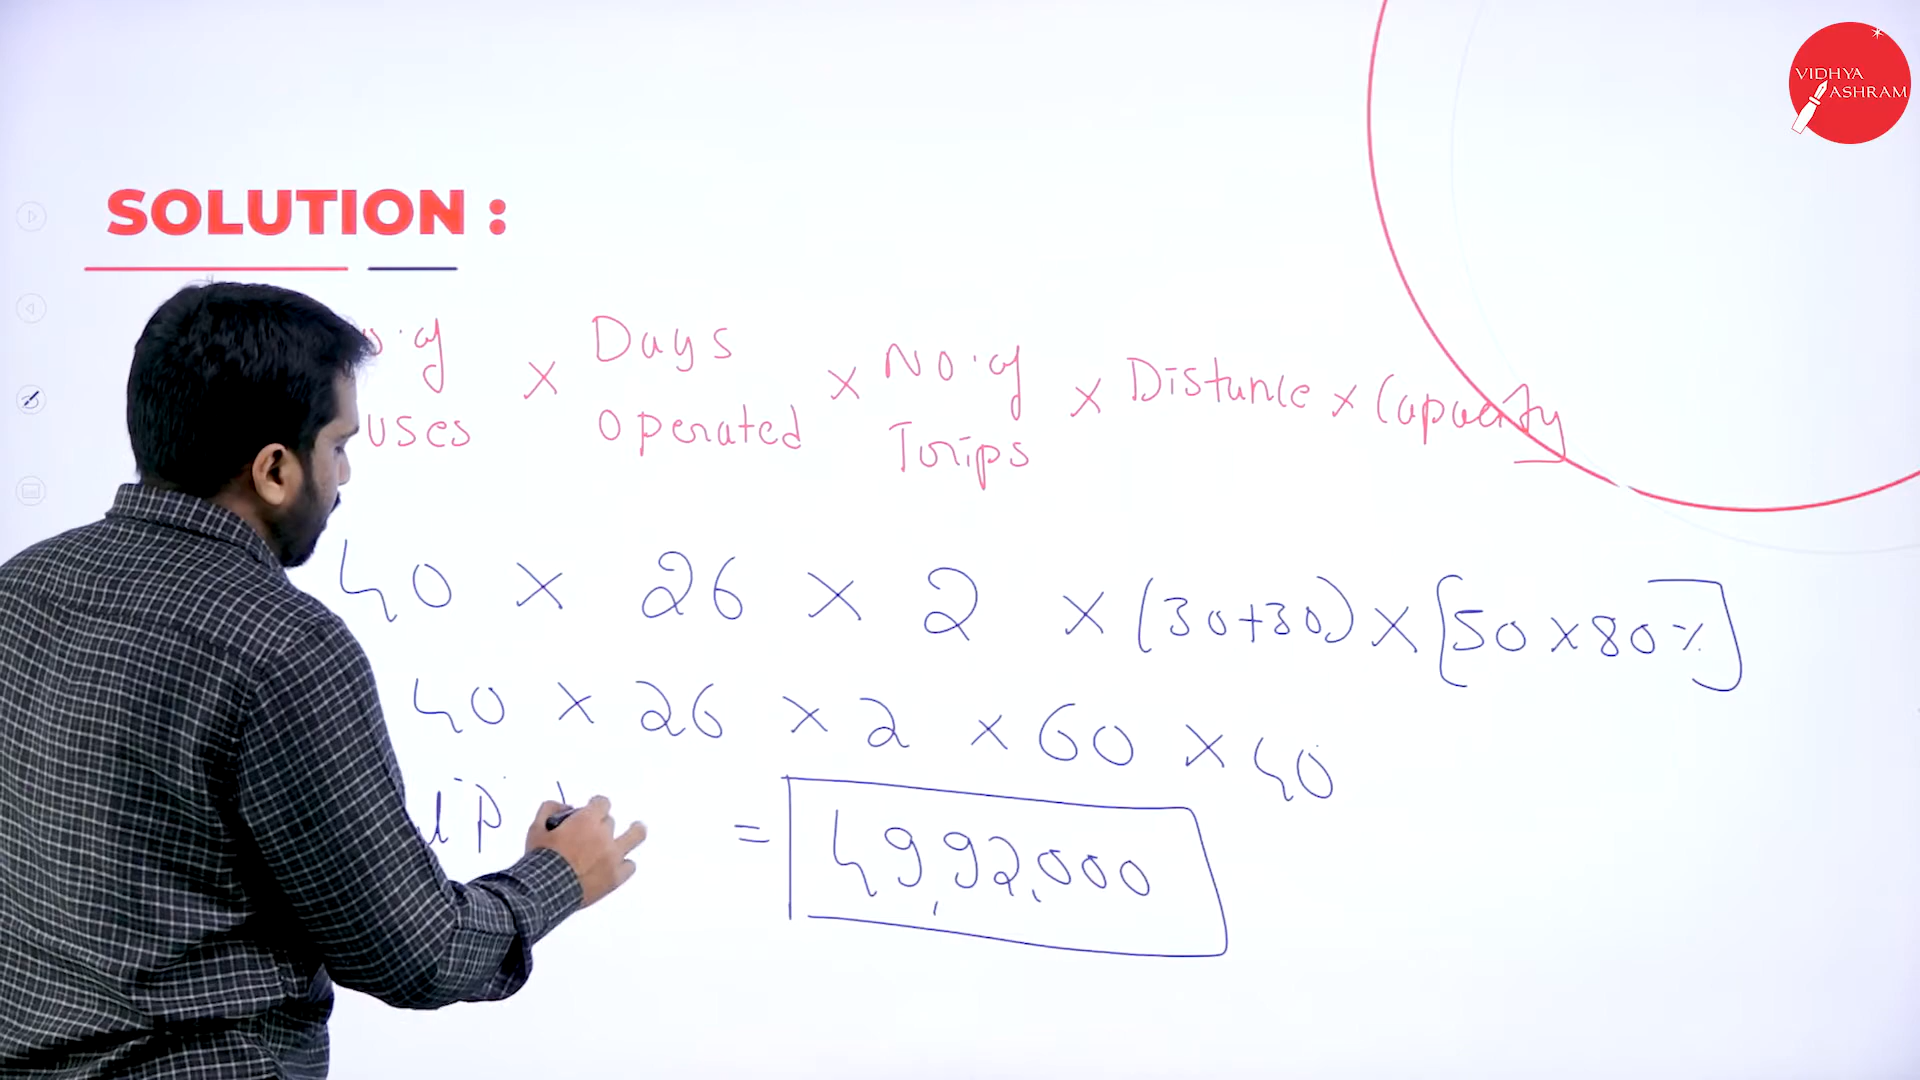 VIDHYA
ASHRAM
SOLUTION :
No. of Buses × Days Operated × No. of Trips × Distance × Capacity
40 × 26 × 2 × (30+30) × [50 × 80%]
40 × 26 × 2 × 60 × 40
= 49,92,000